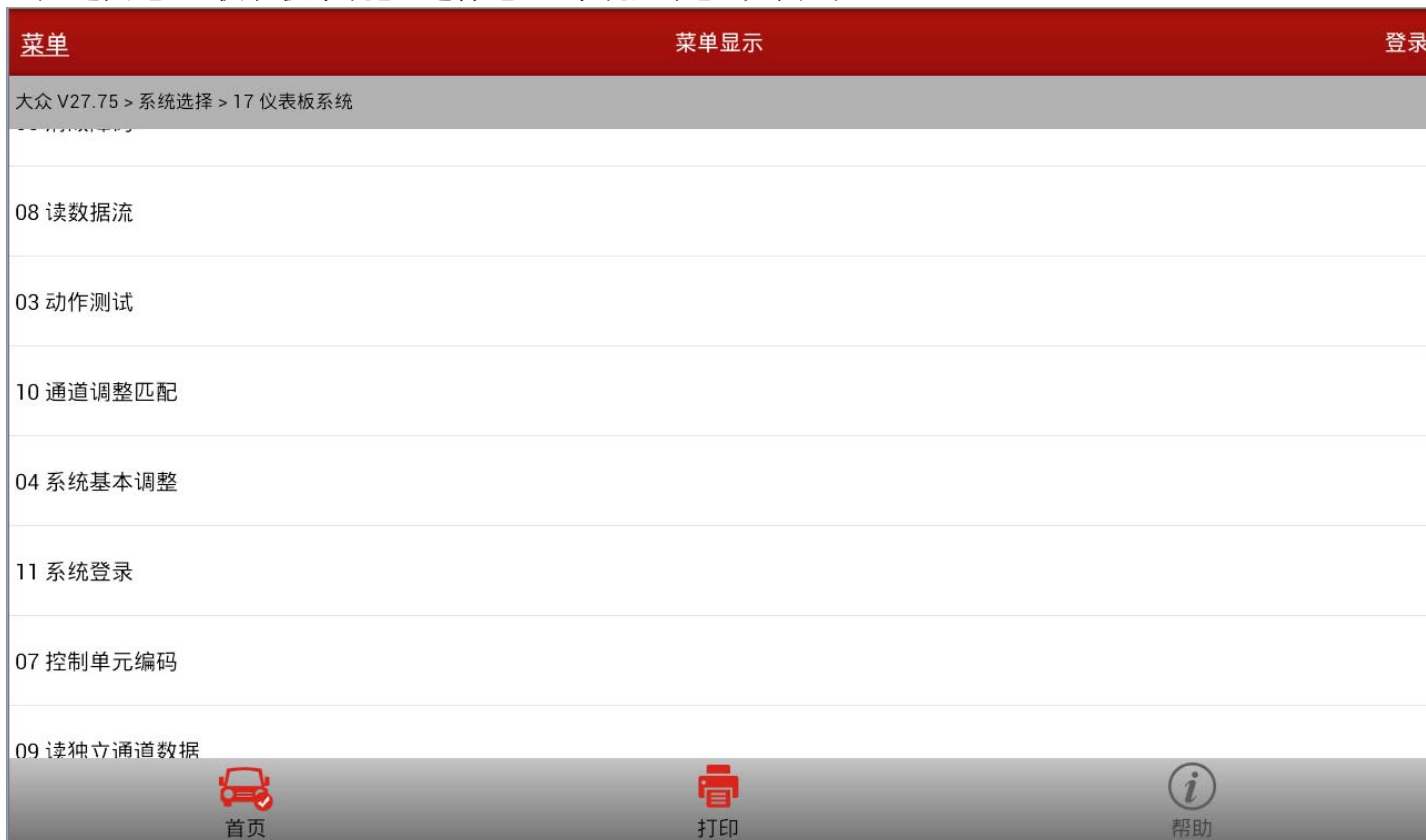 菜单
菜单显示
登录
大众 V27.75 > 系统选择 > 17 仪表板系统
08 读数据流
03 动作测试
10 通道调整匹配
04 系统基本调整
11 系统登录
07 控制单元编码
09 读独立通道数据
首页
打印
帮助